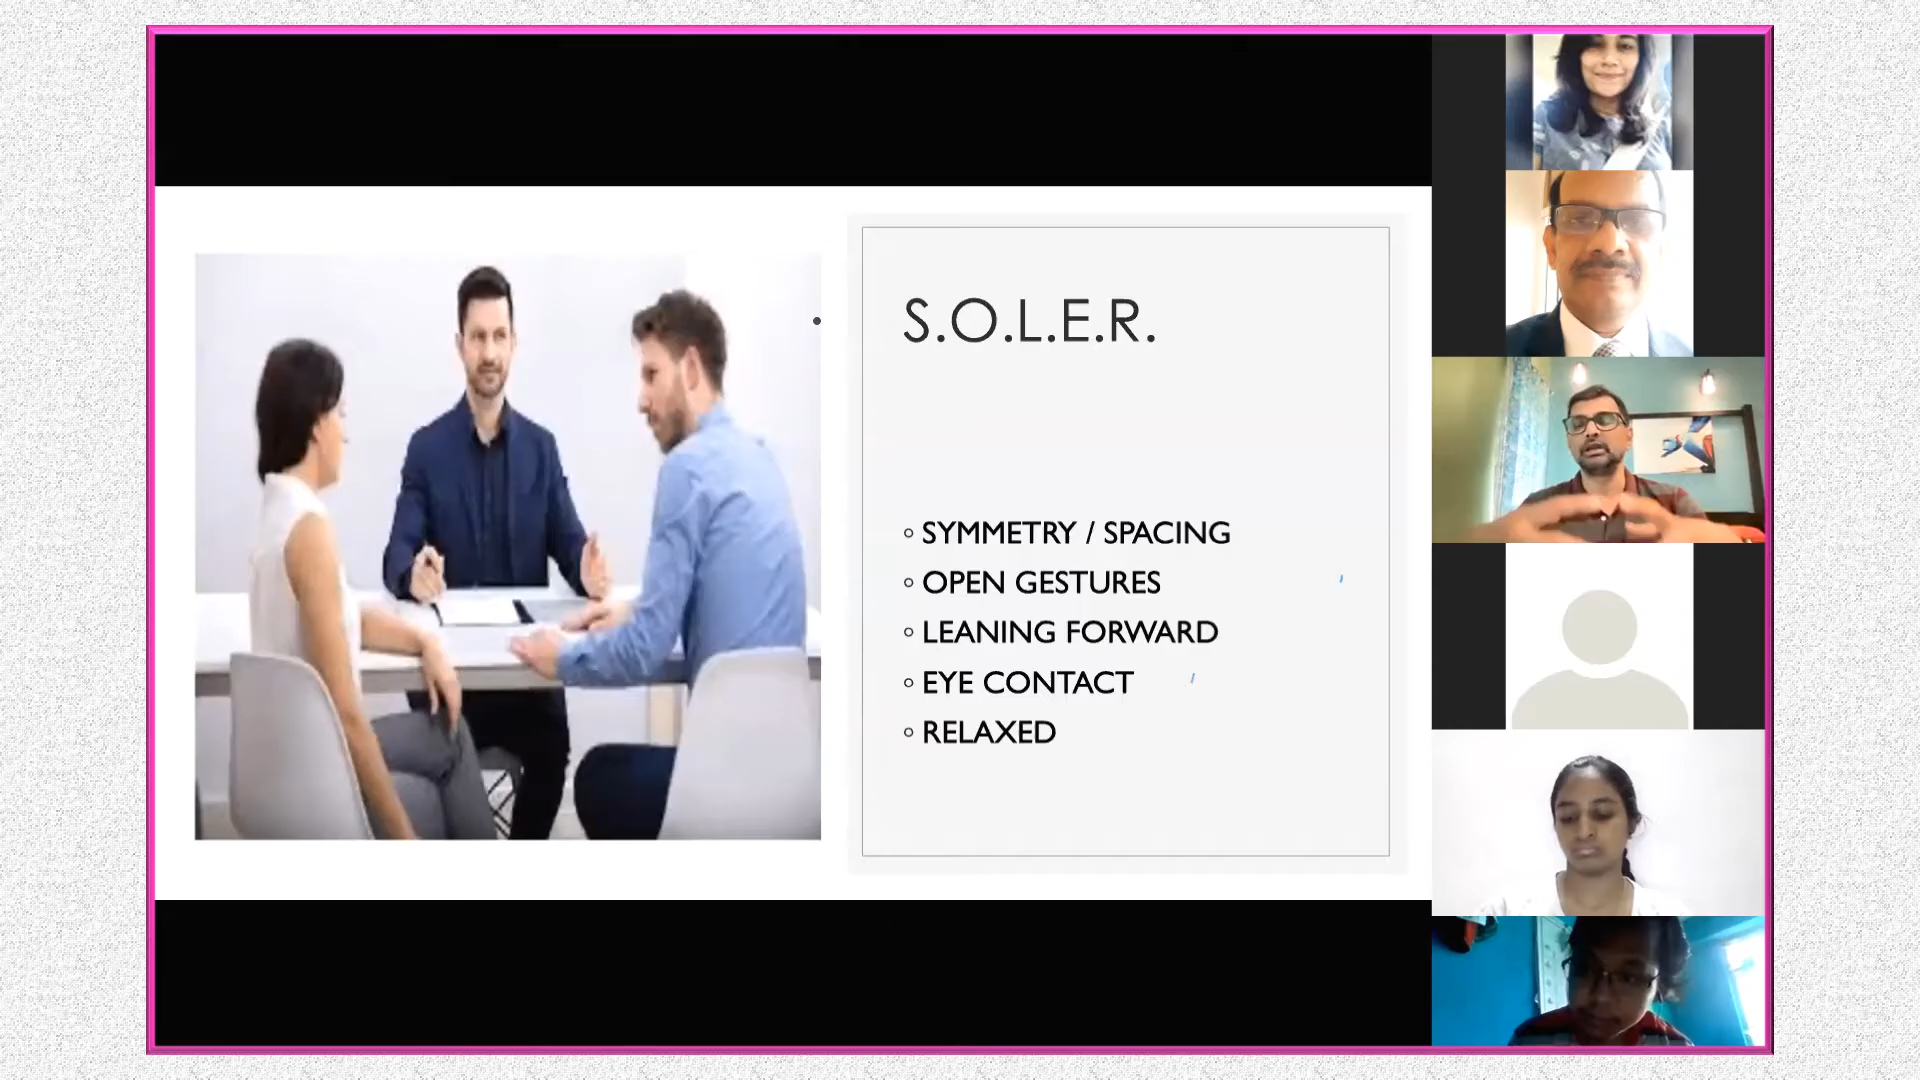 S.O.L.E.R.
SYMMETRY / SPACING
OPEN GESTURES
LEANING FORWARD
EYE CONTACT
RELAXED